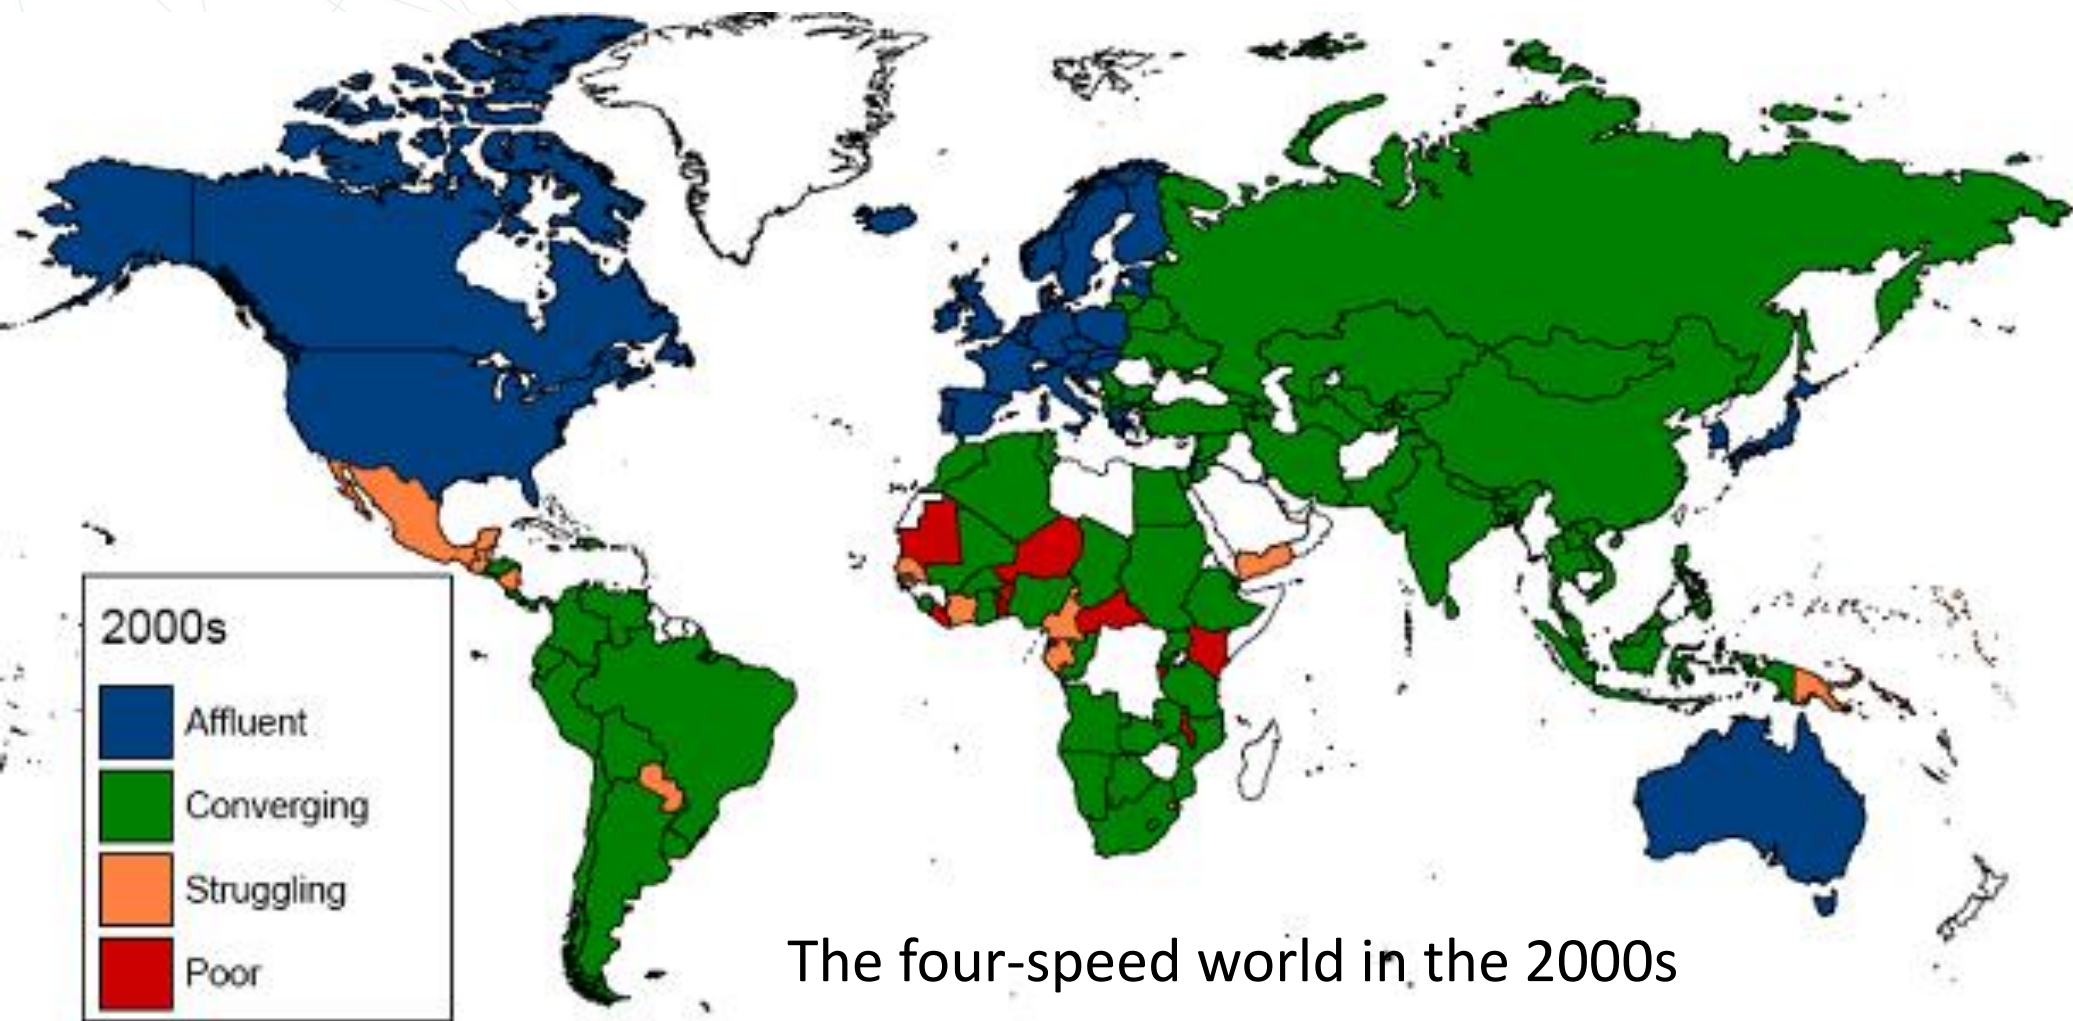 2000s
Affluent
Converging
Struggling
Poor
The four-speed world in the 2000s